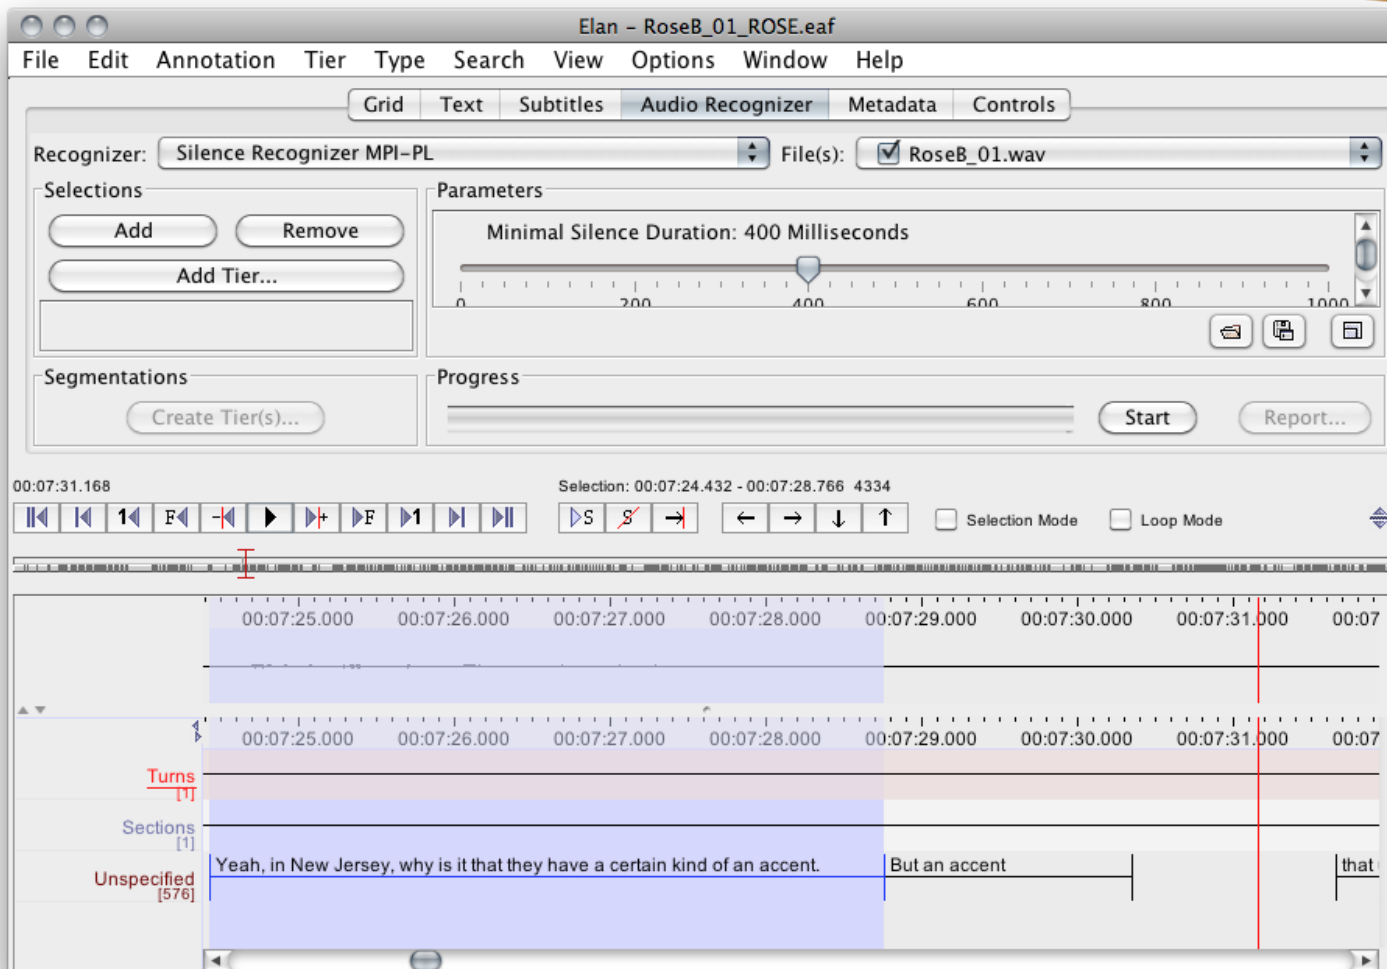 Elan – RoseB_01_ROSE.eaf
File Edit Annotation Tier Type Search View Options Window Help
Grid Text Subtitles Audio Recognizer Metadata Controls
Recognizer: Silence Recognizer MPI-PL File(s): RoseB_01.wav
Selections
Parameters
Add Remove
Minimal Silence Duration: 400 Milliseconds
Add Tier...
0 200 400 600 800 1000
Segmentations
Progress
Create Tier(s)...
Start Report...
00:07:31.168
Selection: 00:07:24.432 - 00:07:28.766 4334
1 F - + F 1 S S Selection Mode Loop Mode
00:07:25.000 00:07:26.000 00:07:27.000 00:07:28.000 00:07:29.000 00:07:30.000 00:07:31.000 00:07
00:07:25.000 00:07:26.000 00:07:27.000 00:07:28.000 00:07:29.000 00:07:30.000 00:07:31.000 00:07
Turns
[1]
Sections
[1]
Yeah, in New Jersey, why is it that they have a certain kind of an accent. But an accent that
Unspecified
[576]